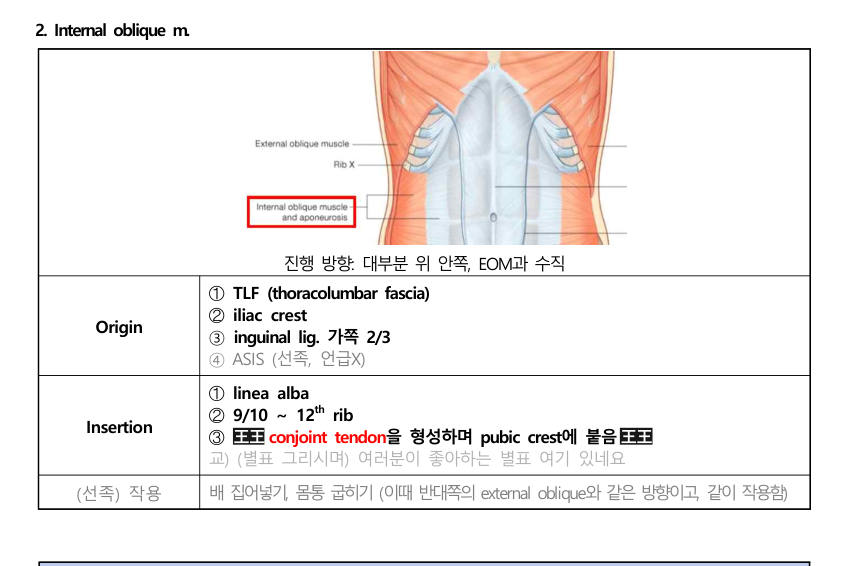 2. Internal oblique m.
External oblique muscle
Rib X
Internal oblique muscle
and aponeurosis
진행 방향: 대부분 위 안쪽, EOM과 수직
Origin
① TLF (thoracolumbar fascia)
② iliac crest
③ inguinal lig. 가쪽 2/3
④ ASIS (선족, 언급X)
Insertion
① linea alba
② 9/10 ~ 12th rib
③ conjoint tendon을 형성하며 pubic crest에 붙음
교) (별표 그리시며) 여러분이 좋아하는 별표 여기 있네요
(선족) 작용
배 집어넣기, 몸통 굽히기 (이때 반대쪽의 external oblique와 같은 방향이고, 같이 작용함)